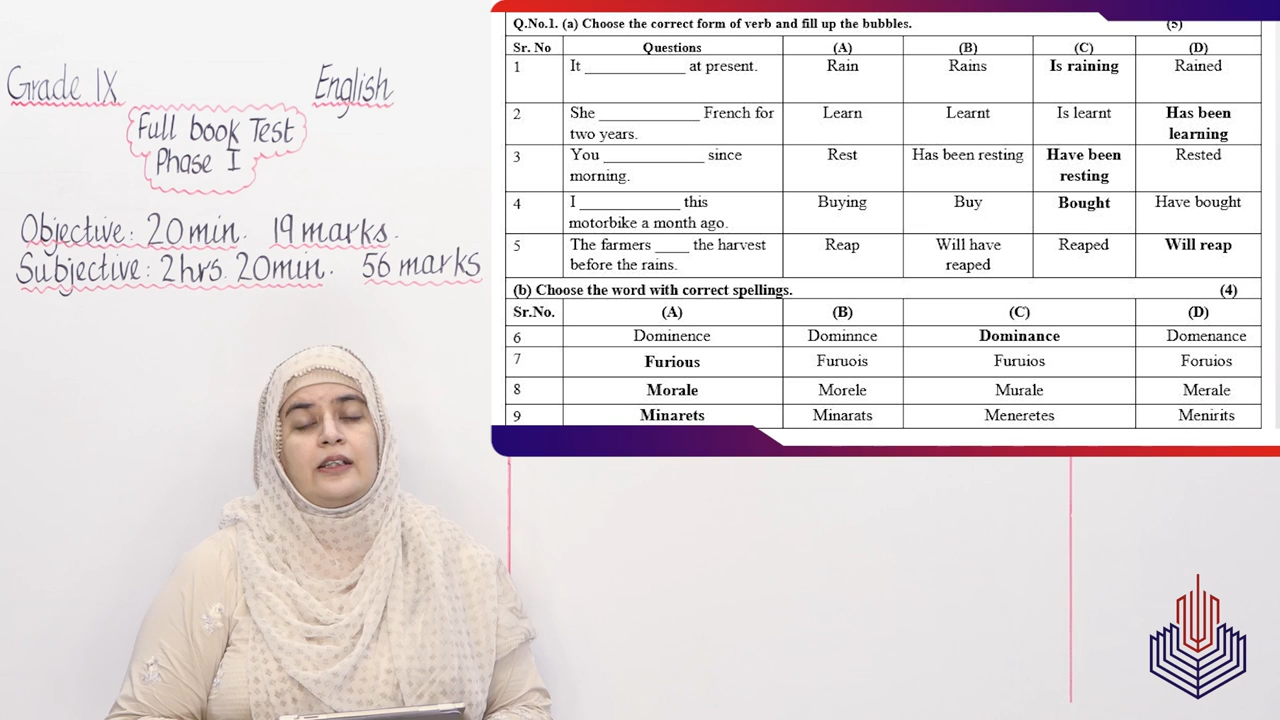 Grade IX English
Full book Test
Phase I
Objective: 20 min. 19 marks.
Subjective: 2hrs. 20min. 56 marks
Q.No.1. (a) Choose the correct form of verb and fill up the bubbles. (5)
Sr. No Questions (A) (B) (C) (D)
1 It ____________ at present. Rain Rains Is raining Rained
2 She ____________ French for two years. Learn Learnt Is learnt Has been learning
3 You ____________ since morning. Rest Has been resting Have been resting Rested
4 I ____________ this motorbike a month ago. Buying Buy Bought Have bought
5 The farmers ____ the harvest before the rains. Reap Will have reaped Reaped Will reap
(b) Choose the word with correct spellings. (4)
Sr.No. (A) (B) (C) (D)
6 Dominence Dominnce Dominance Domenance
7 Furious Furuois Furuios Foruios
8 Morale Morele Murale Merale
9 Minarets Minarats Meneretes Menirits